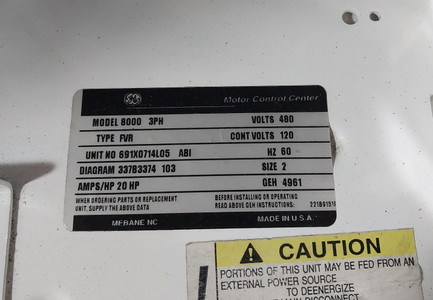 GE Motor Control Center
MODEL 8000 3PH VOLTS 480
TYPE FVR CONT VOLTS 120
UNIT NO 691X0714L05 ABI HZ 60
DIAGRAM 337B3374 103 SIZE 2
AMPS/HP 20 HP GEH 4961
WHEN ORDERING PARTS OR REPLACEMENT BEFORE INSTALLING OR OPERATING
UNIT, SUPPLY THE ABOVE DATA READ ABOVE GEH INSTRUCTIONS:
MEBANE NC MADE IN U.S.A.
CAUTION
PORTIONS OF THIS UNIT MAY BE FED FROM AN
EXTERNAL POWER SOURCE
TO DEENERGIZE
DISCONNECT